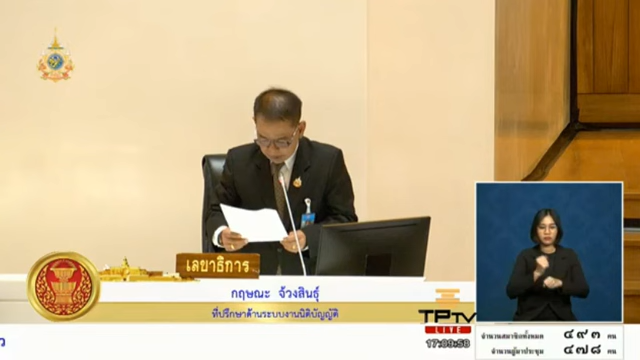 เลขาธิการ
กฤษณะ จ้วงสินธุ์
ที่ปรึกษาด้านระบบงานนิติบัญญัติ
TPTV
LIVE
17:09:58
จำนวนสมาชิกทั้งหมด ๔๙๓ คน
จำนวนผู้มาประชุม ๔๗๘ คน